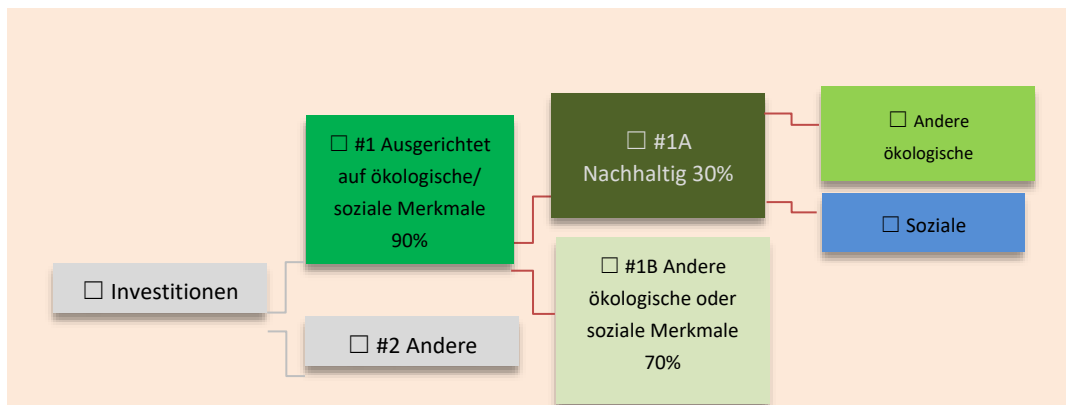 ☐ Investitionen
☐ #1 Ausgerichtet
auf ökologische/
soziale Merkmale
90%
☐ #2 Andere
☐ #1A
Nachhaltig 30%
☐ #1B Andere
ökologische oder
soziale Merkmale
70%
☐ Andere
ökologische
☐ Soziale